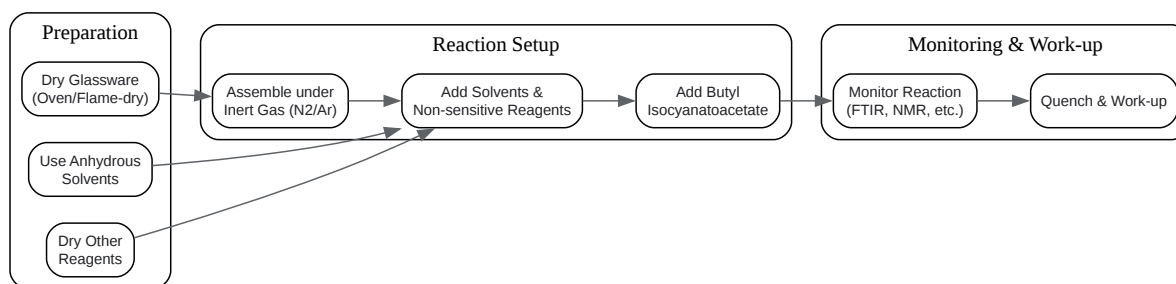 Preparation
Dry Glassware
(Oven/Flame-dry)
Use Anhydrous
Solvents
Dry Other
Reagents
Reaction Setup
Assemble under
Inert Gas (N2/Ar)
Add Solvents &
Non-sensitive Reagents
Add Butyl
Isocyanatoacetate
Monitoring & Work-up
Monitor Reaction
(FTIR, NMR, etc.)
Quench & Work-up